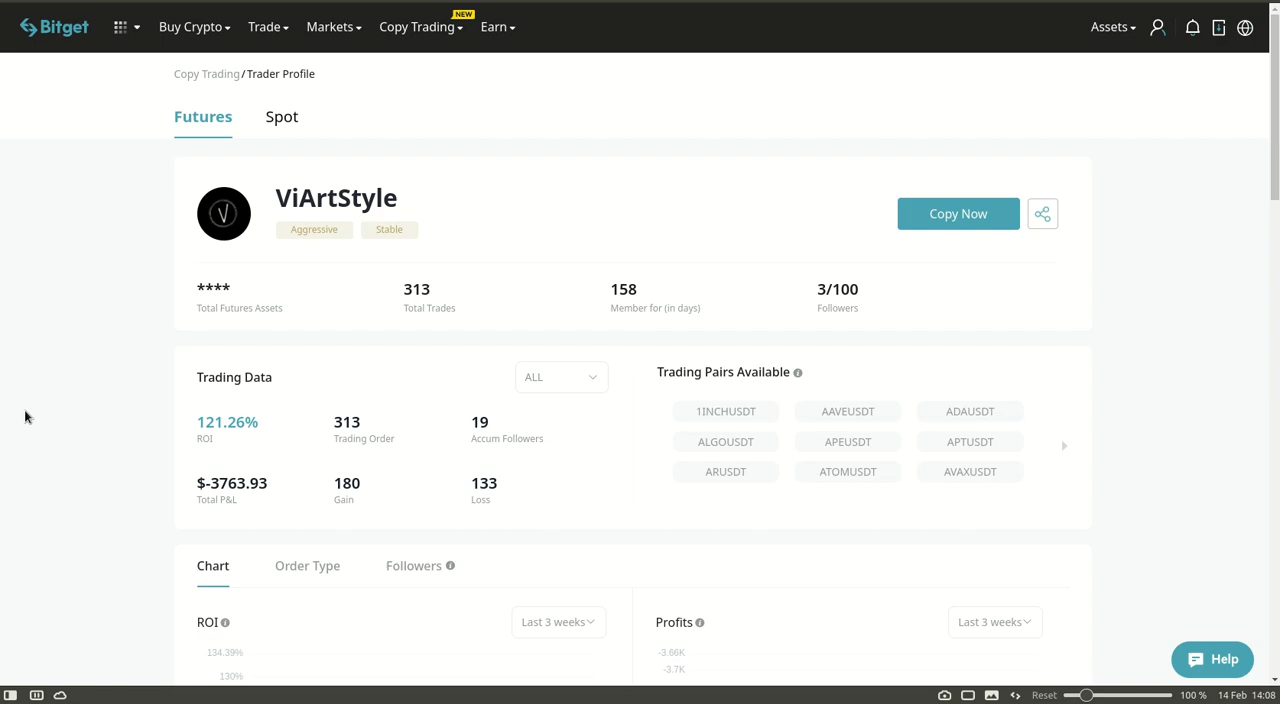 Bitget
Buy Crypto Trade Markets Copy Trading NEW Earn Assets
Copy Trading / Trader Profile
Futures Spot
V
ViArtStyle
Aggressive Stable
Copy Now
**** 313 158 3/100
Total Futures Assets Total Trades Member for (in days) Followers
Trading Data ALL
121.26% 313 19
ROI Trading Order Accum Followers
$-3763.93 180 133
Total P&L Gain Loss
Trading Pairs Available
1INCHUSDT AAVEUSDT ADAUSDT
ALGOUSDT APEUSDT APTUSDT
ARUSDT ATOMUSDT AVAXUSDT
Chart Order Type Followers
ROI Last 3 weeks
134.39%
130%
Profits Last 3 weeks
-3.66K
-3.7K
Help
Reset 100 % 14 Feb 14:08